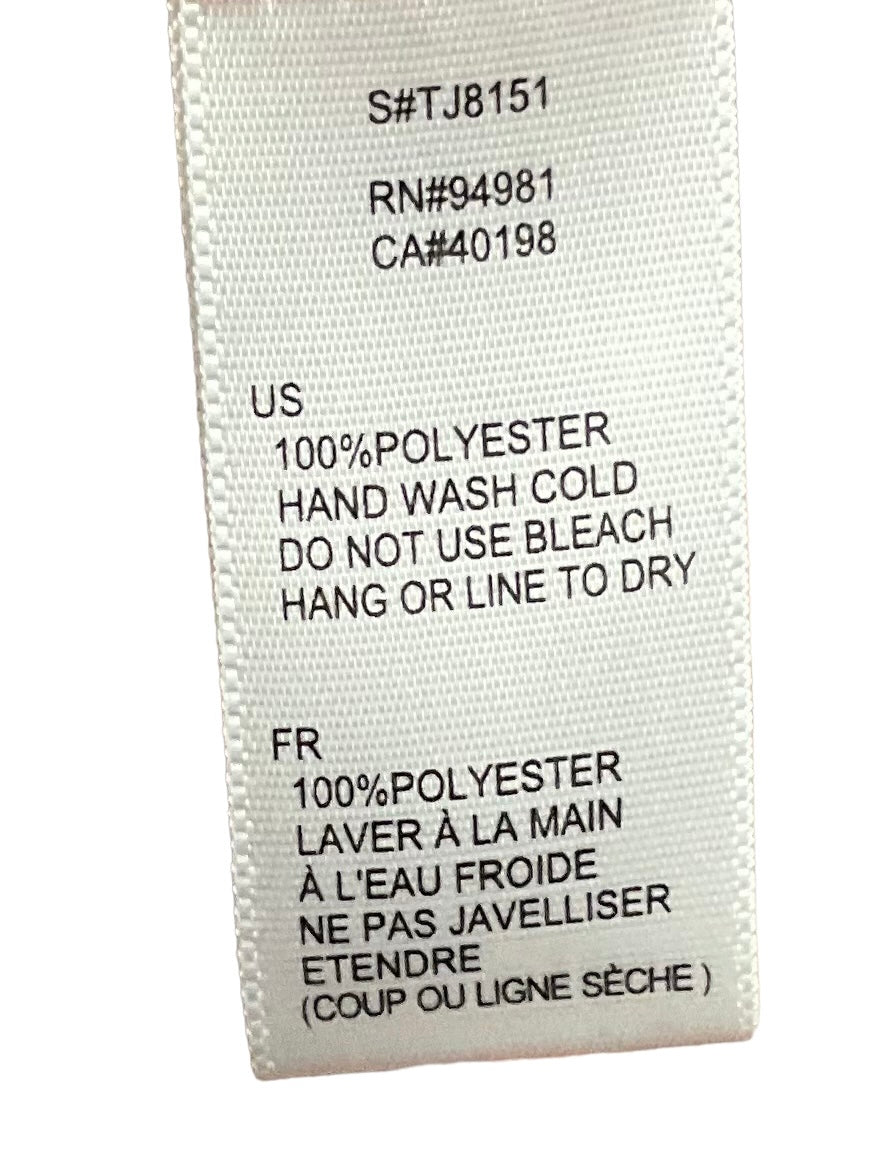 S#TJ8151
RN#94981
CA#40198
US
100%POLYESTER
HAND WASH COLD
DO NOT USE BLEACH
HANG OR LINE TO DRY
FR
100%POLYESTER
LAVER À LA MAIN
À L'EAU FROIDE
NE PAS JAVELLISER
ETENDRE
(COUP OU LIGNE SÈCHE )